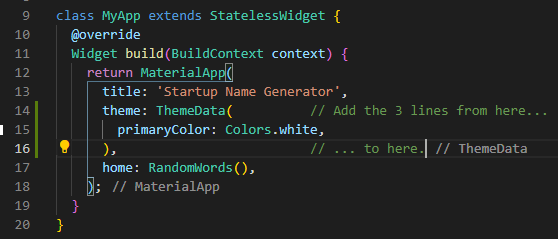 9 class MyApp extends StatelessWidget {
10 @override
11 Widget build(BuildContext context) {
12 return MaterialApp(
13 title: 'Startup Name Generator',
14 theme: ThemeData( // Add the 3 lines from here...
15 primaryColor: Colors.white,
16 ), // ... to here. // ThemeData
17 home: RandomWords(),
18 ); // MaterialApp
19 }
20 }